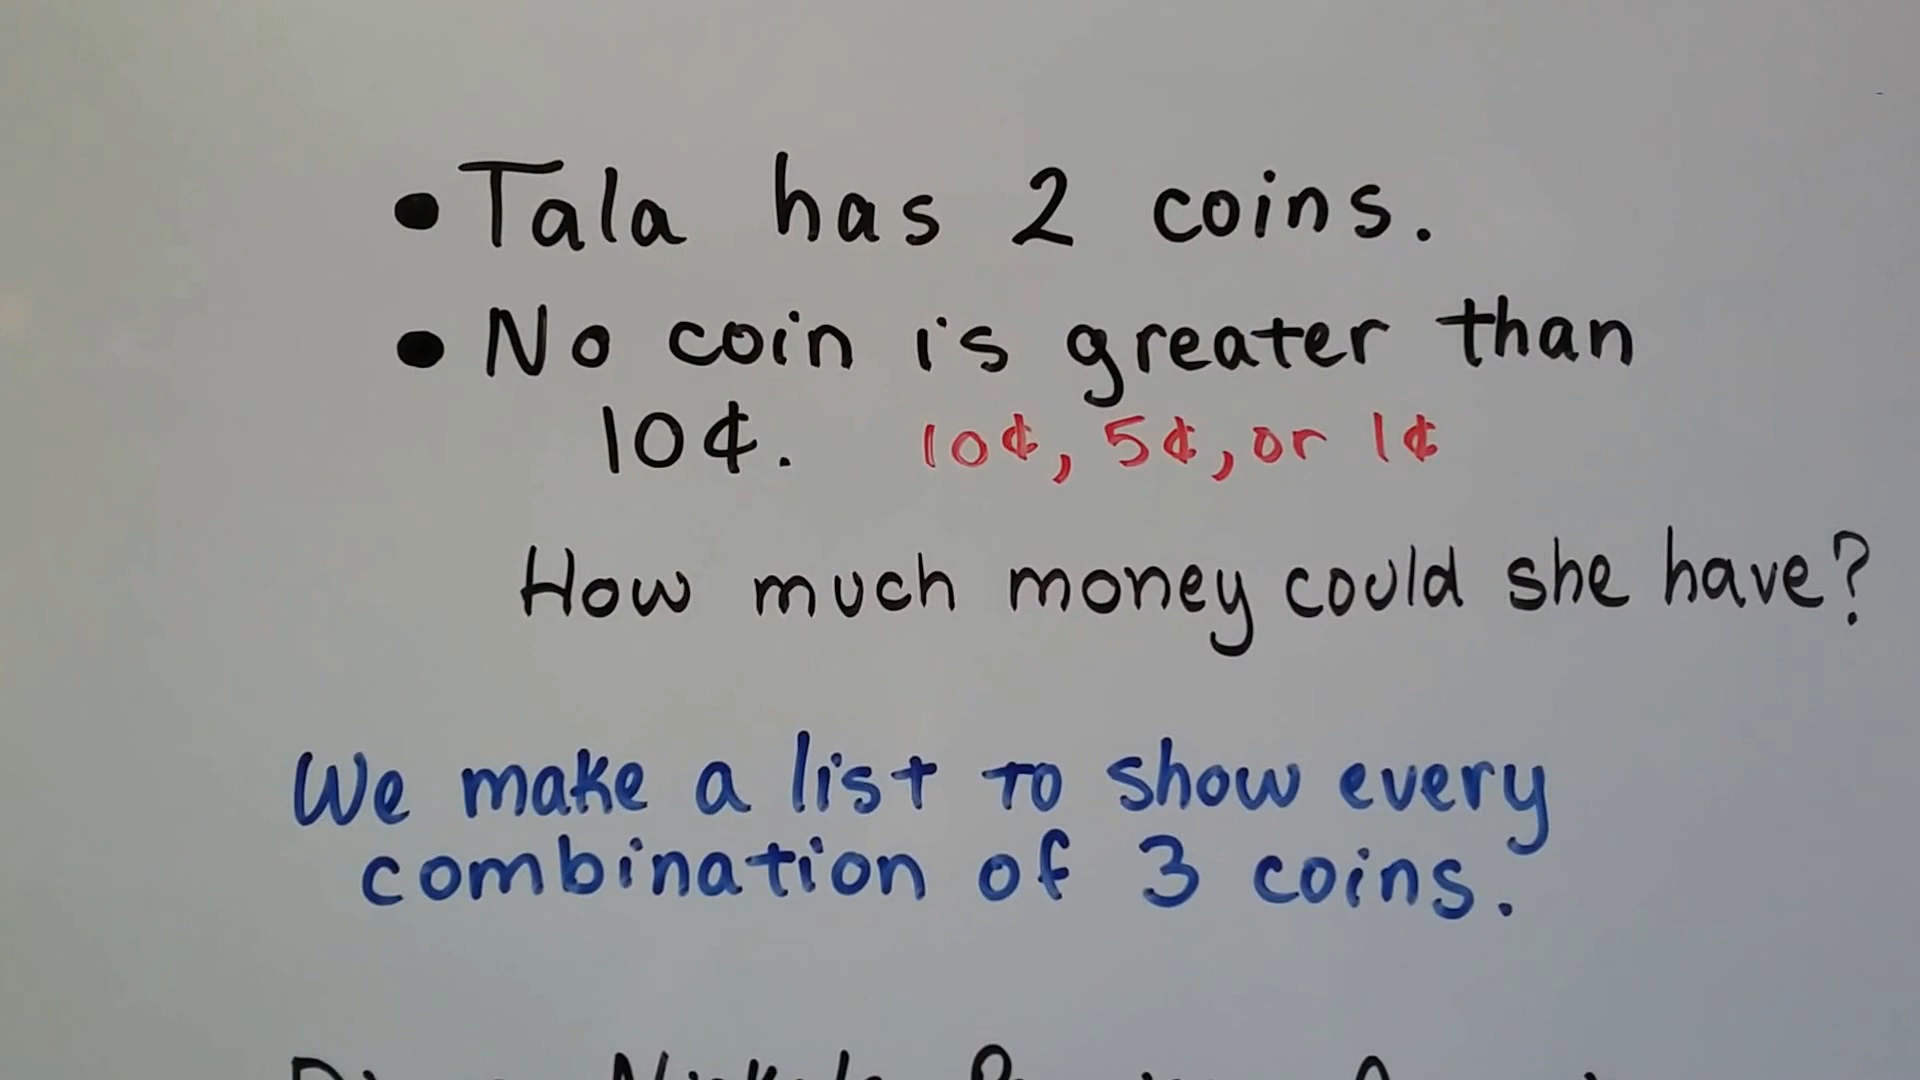 • Tala has 2 coins.
• No coin is greater than
10¢. 10¢, 5¢, or 1¢
How much money could she have?
We make a list to show every
combination of 3 coins.